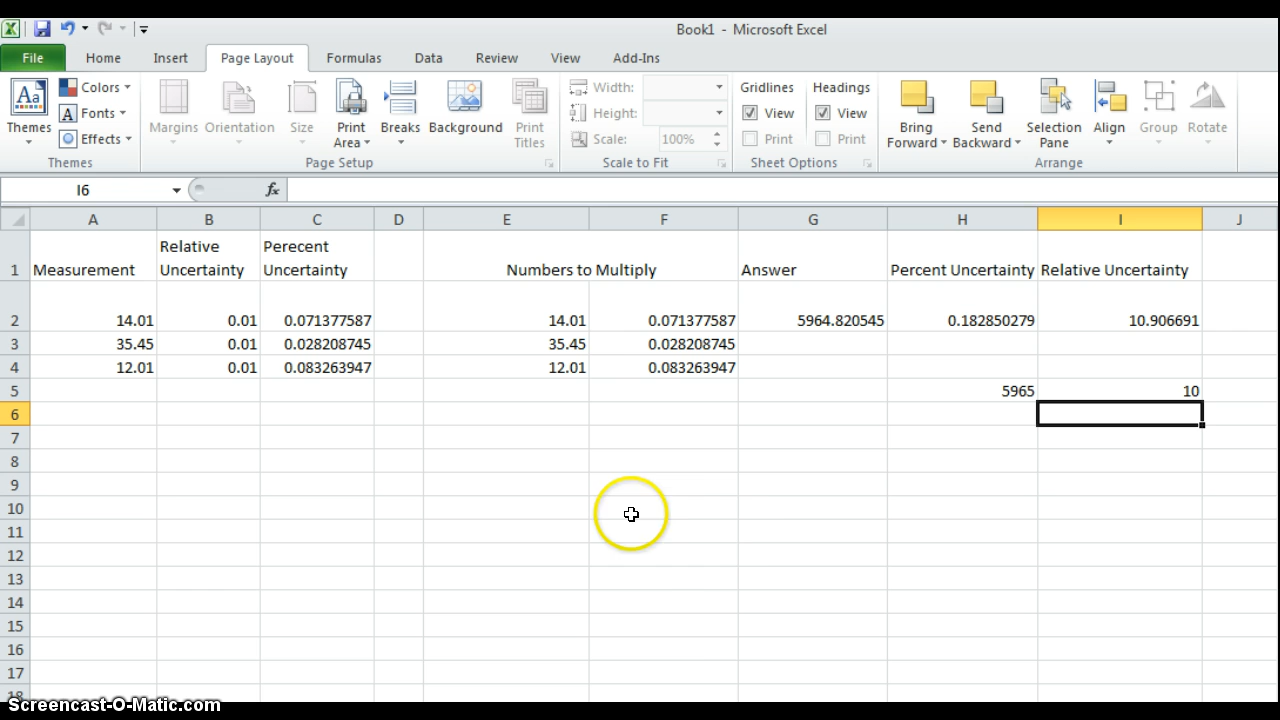 Book1 - Microsoft Excel
File Home Insert Page Layout Formulas Data Review View Add-Ins
Themes Colors Fonts Effects
Themes
Margins Orientation Size Print Area Breaks Background Print Titles
Page Setup
Width:
Height:
Scale: 100%
Scale to Fit
Gridlines Headings
View View
Print Print
Sheet Options
Bring Forward Send Backward Selection Pane Align Group Rotate
Arrange
I6 fx
A B C D E F G H I J
1 Measurement Relative Uncertainty Perecent Uncertainty Numbers to Multiply Answer Percent Uncertainty Relative Uncertainty
2 14.01 0.01 0.071377587 14.01 0.071377587 5964.820545 0.182850279 10.906691
3 35.45 0.01 0.028208745 35.45 0.028208745
4 12.01 0.01 0.083263947 12.01 0.083263947
5 5965 10
6
7
8
9
10
11
12
13
14
15
16
17
18
Screencast-O-Matic.com